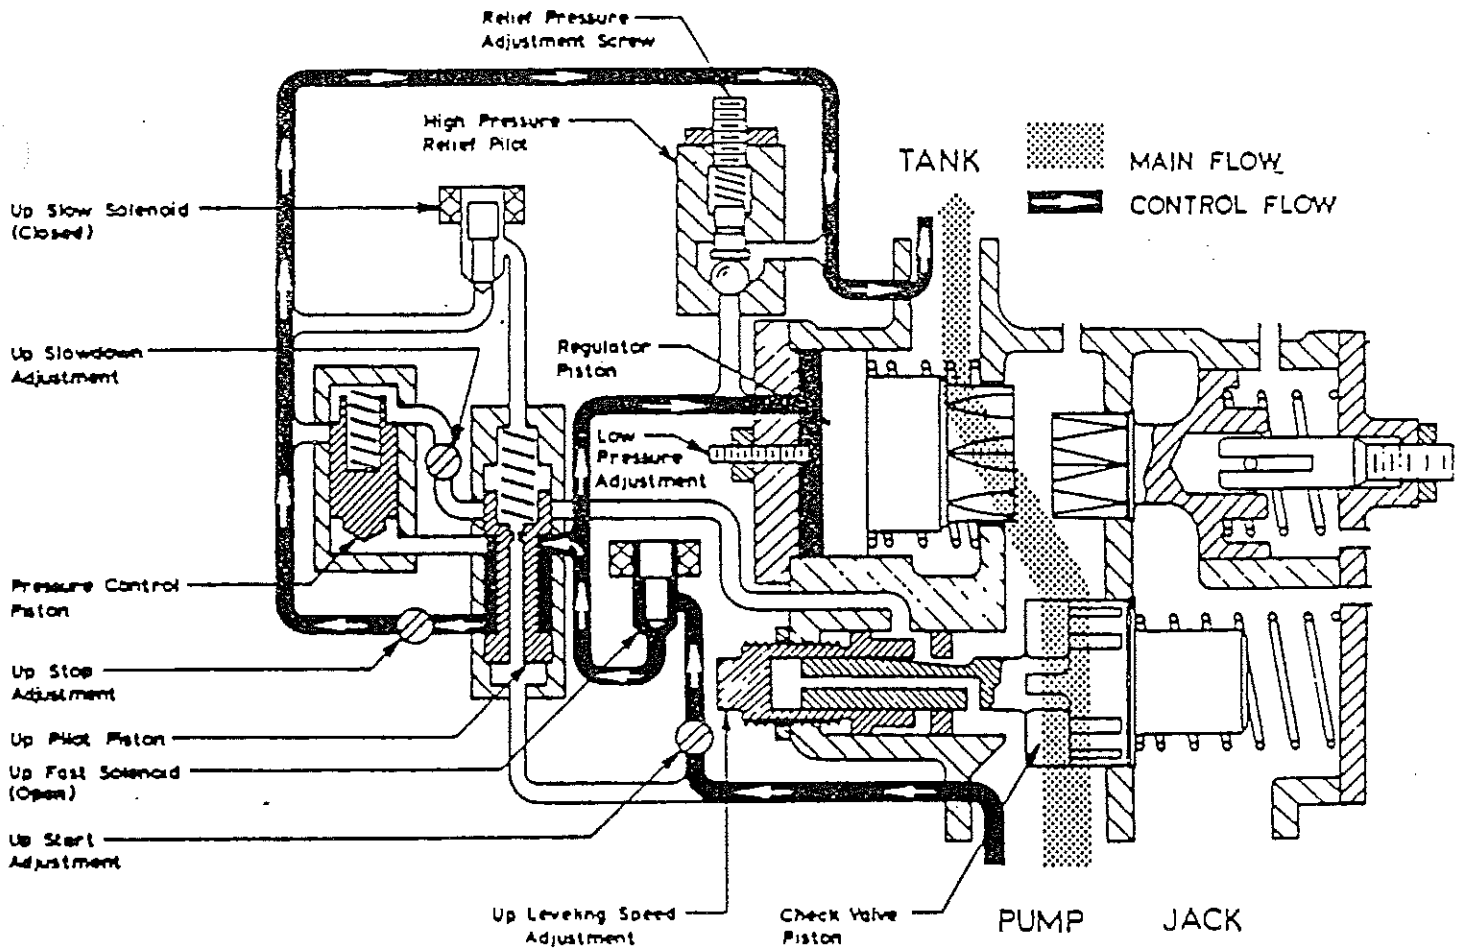 Relief Pressure
Adjustment Screw
High Pressure
Relief Pilot
TANK
MAIN FLOW
CONTROL FLOW
Up Slow Solenoid
(Closed)
Up Slowdown
Adjustment
Regulator
Piston
Low
Pressure
Adjustment
Pressure Control
Piston
Up Stop
Adjustment
Up Pilot Piston
Up Fast Solenoid
(Open)
Up Start
Adjustment
Up Leveling Speed
Adjustment
Check Valve
Piston
PUMP
JACK